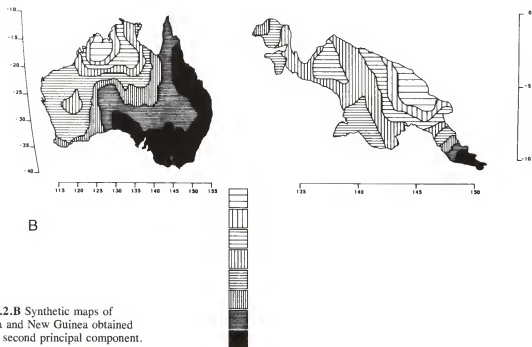 -10
-15
-20
-25
-30
-35
-40
0
-5
-10
115 120 125 130 135 140 145 150 155
135 140 145 150
B
.2.B Synthetic maps of
and New Guinea obtained
second principal component.